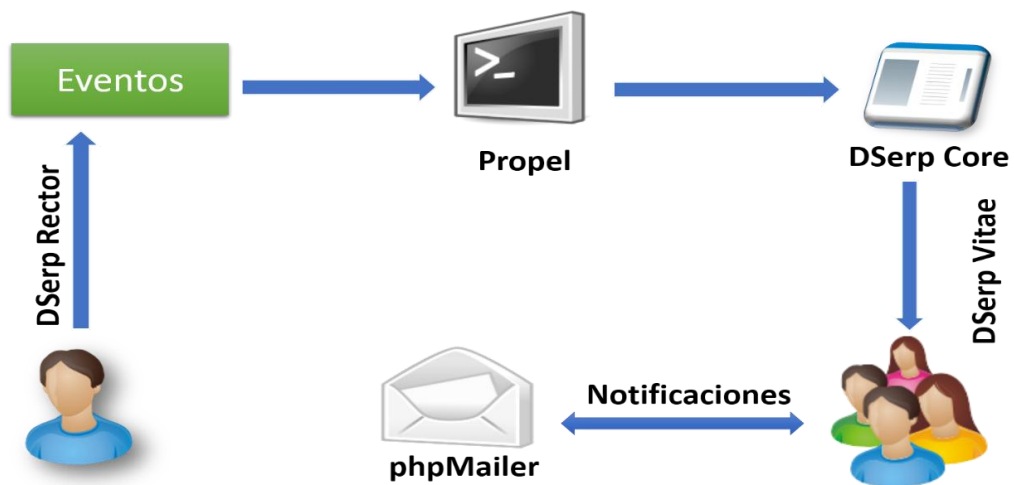 Eventos
>_
Propel
DSerp Core
DSerp Rector
DSerp Vitae
Notificaciones
phpMailer